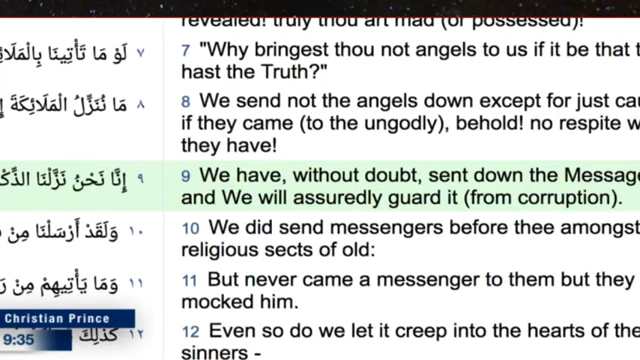 revealed! truly thou art mad (or possessed)!
٧ لَوْ مَا تَأْتِينَا بِالْمَلَائِ
7 "Why bringest thou not angels to us if it be that t
hast the Truth?"
٨ مَا نُنَزِّلُ الْمَلَائِكَةَ
8 We send not the angels down except for just cau
if they came (to the ungodly), behold! no respite w
they have!
٩ إِنَّا نَحْنُ نَزَّلْنَا الذِّكْ
9 We have, without doubt, sent down the Message
and We will assuredly guard it (from corruption).
١٠ وَلَقَدْ أَرْسَلْنَا مِنْ
10 We did send messengers before thee amongst
religious sects of old:
١١ وَمَا يَأْتِيهِمْ مِنْ
11 But never came a messenger to them but they
mocked him.
١٢
12 Even so do we let it creep into the hearts of the
sinners -
Christian Prince
9:35